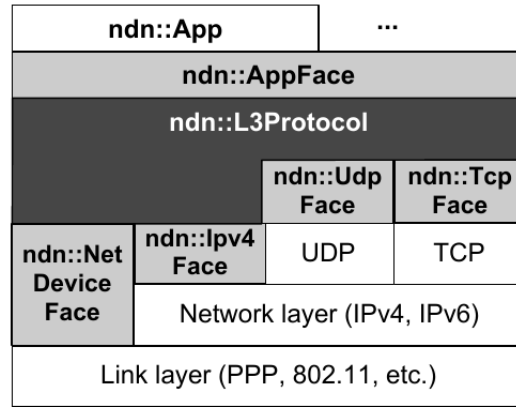 ndn::App
...
ndn::AppFace
ndn::L3Protocol
ndn::Udp
Face
ndn::Tcp
Face
ndn::Net
Device
Face
ndn::Ipv4
Face
UDP
TCP
Network layer (IPv4, IPv6)
Link layer (PPP, 802.11, etc.)